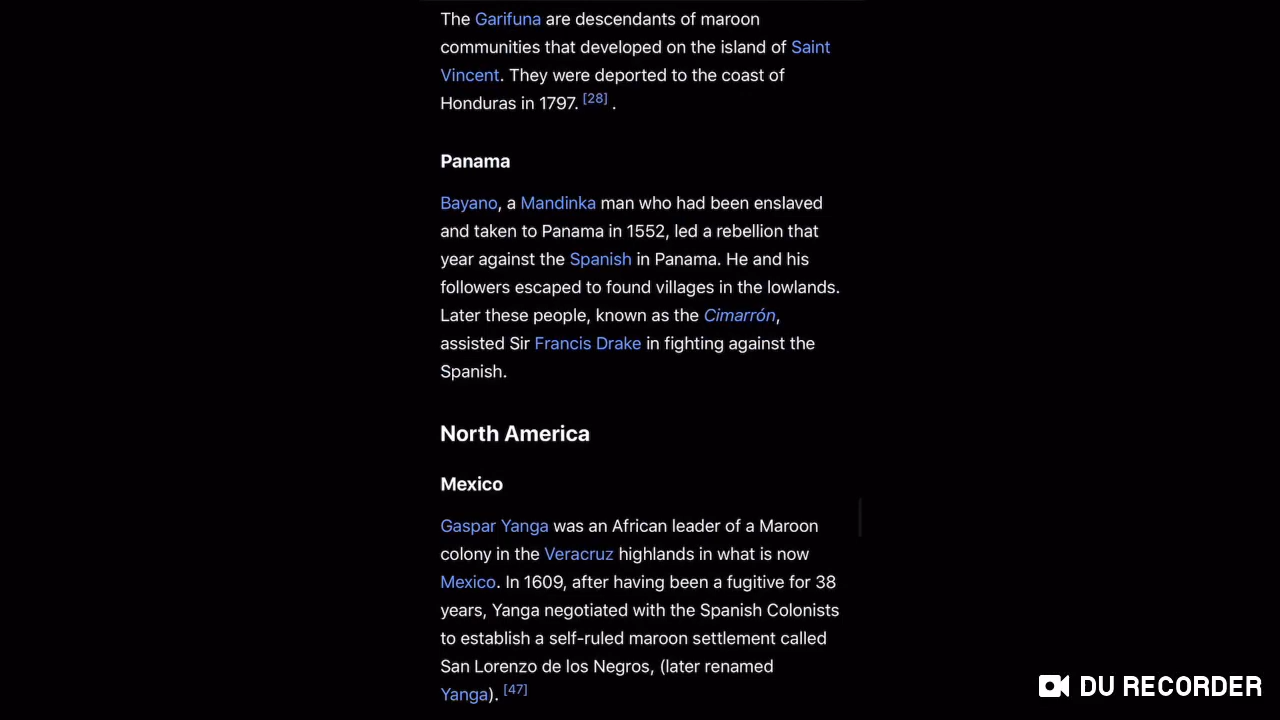 The Garifuna are descendants of maroon
communities that developed on the island of Saint
Vincent. They were deported to the coast of
Honduras in 1797. [28] .
Panama
Bayano, a Mandinka man who had been enslaved
and taken to Panama in 1552, led a rebellion that
year against the Spanish in Panama. He and his
followers escaped to found villages in the lowlands.
Later these people, known as the Cimarrón,
assisted Sir Francis Drake in fighting against the
Spanish.
North America
Mexico
Gaspar Yanga was an African leader of a Maroon
colony in the Veracruz highlands in what is now
Mexico. In 1609, after having been a fugitive for 38
years, Yanga negotiated with the Spanish Colonists
to establish a self-ruled maroon settlement called
San Lorenzo de los Negros, (later renamed
Yanga). [47]
DU RECORDER